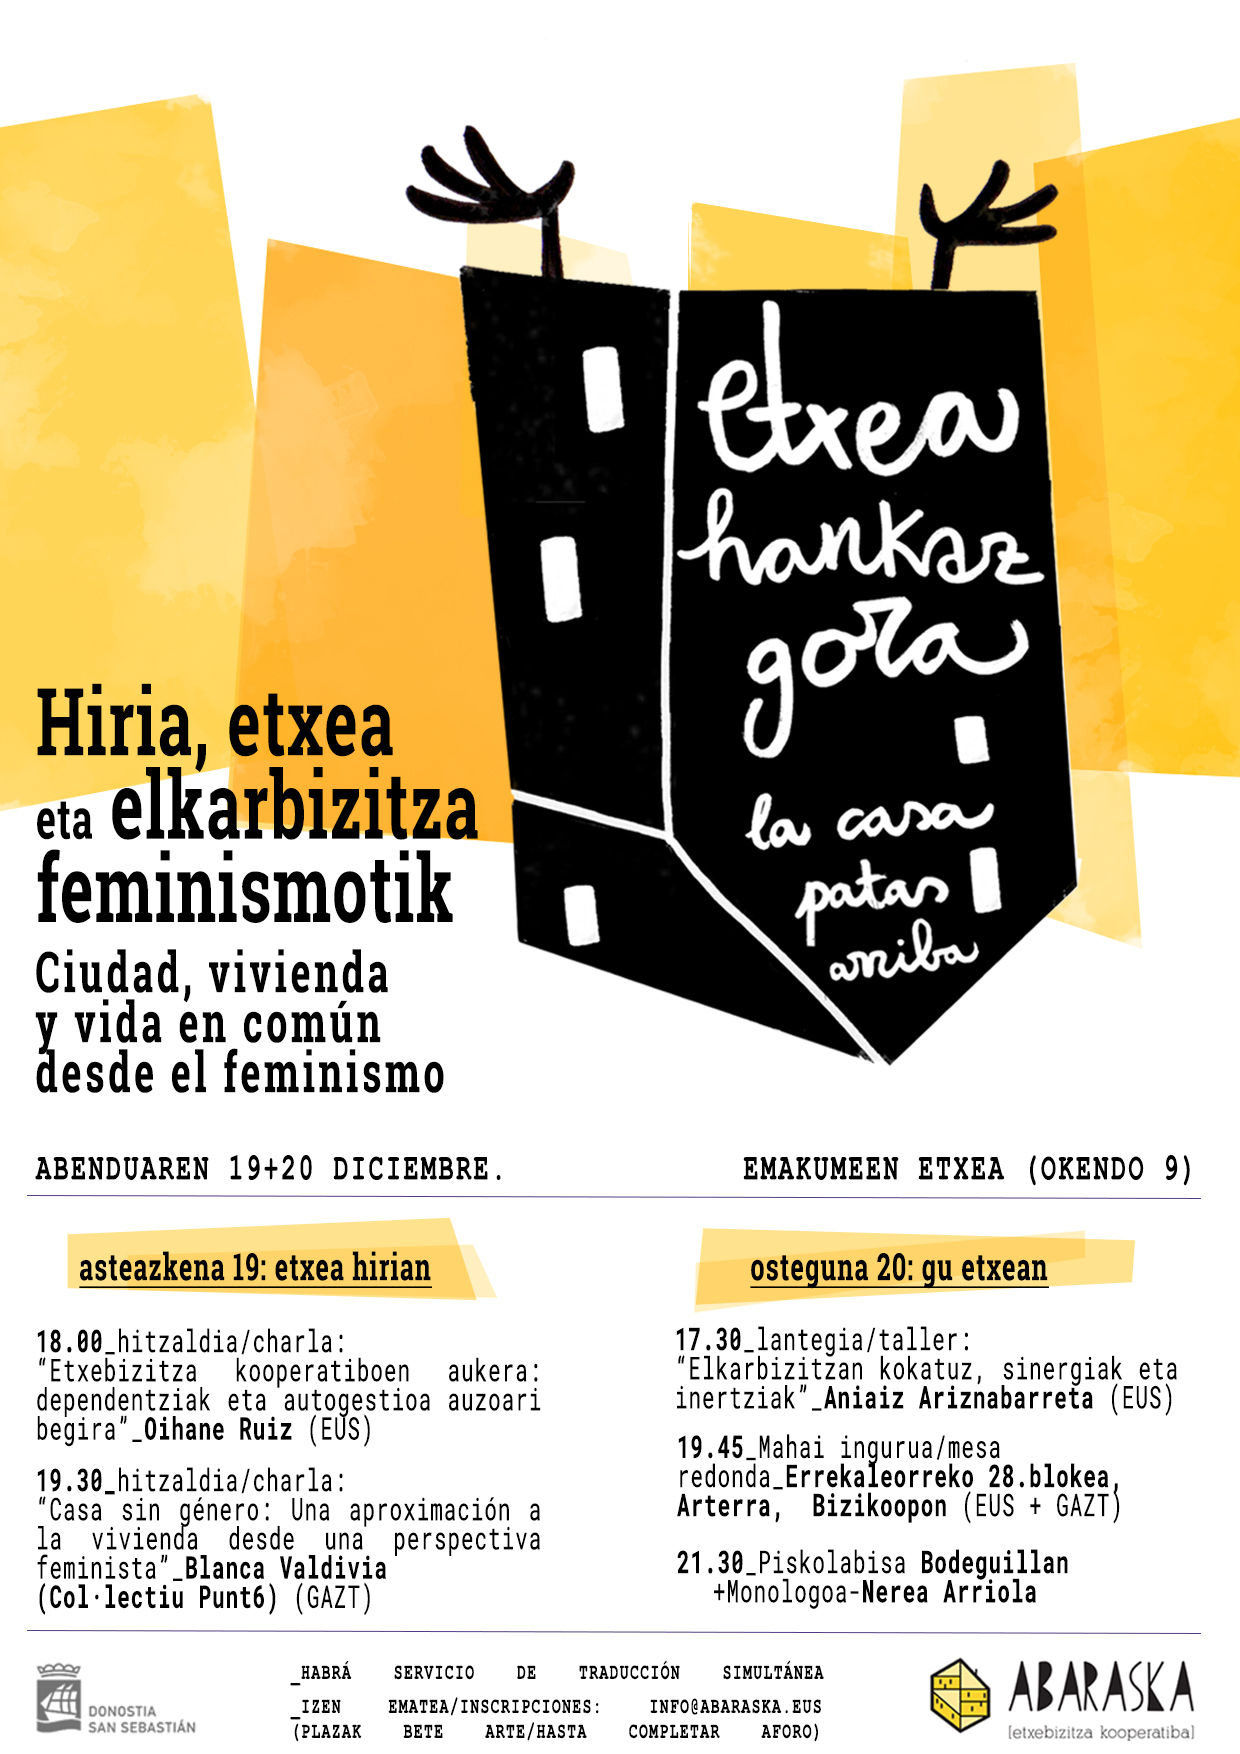 etxea
hankaz
gora
la casa
patas
arriba
Hiria, etxea
eta elkarbizitza
feminismotik
Ciudad, vivienda
y vida en común
desde el feminismo
ABENDUAREN 19+20 DICIEMBRE.
EMAKUMEEN ETXEA (OKENDO 9)
asteazkena 19: etxea hirian
18.00_hitzaldia/charla:
"Etxebizitza kooperatiboen aukera:
dependentziak eta autogestioa auzoari
begira"_Oihane Ruiz (EUS)
19.30_hitzaldia/charla:
"Casa sin género: Una aproximación a
la vivienda desde una perspectiva
feminista"_Blanca Valdivia
(Col·lectiu Punt6) (GAZT)
osteguna 20: gu etxean
17.30_lantegia/taller:
"Elkarbizitzan kokatuz, sinergiak eta
inertziak"_Aniaiz Ariznabarreta (EUS)
19.45_Mahai ingurua/mesa
redonda_Errekaleorreko 28.blokea,
Arterra, Bizikoopon (EUS + GAZT)
21.30_Piskolabisa Bodeguillan
+Monologoa-Nerea Arriola
DONOSTIA
SAN SEBASTIÁN
_HABRÁ SERVICIO DE TRADUCCIÓN SIMULTÁNEA
_IZEN EMATEA/INSCRIPCIONES: INFO@ABARASKA.EUS
(PLAZAK BETE ARTE/HASTA COMPLETAR AFORO)
ABARASKA
[etxebizitza kooperatiba]